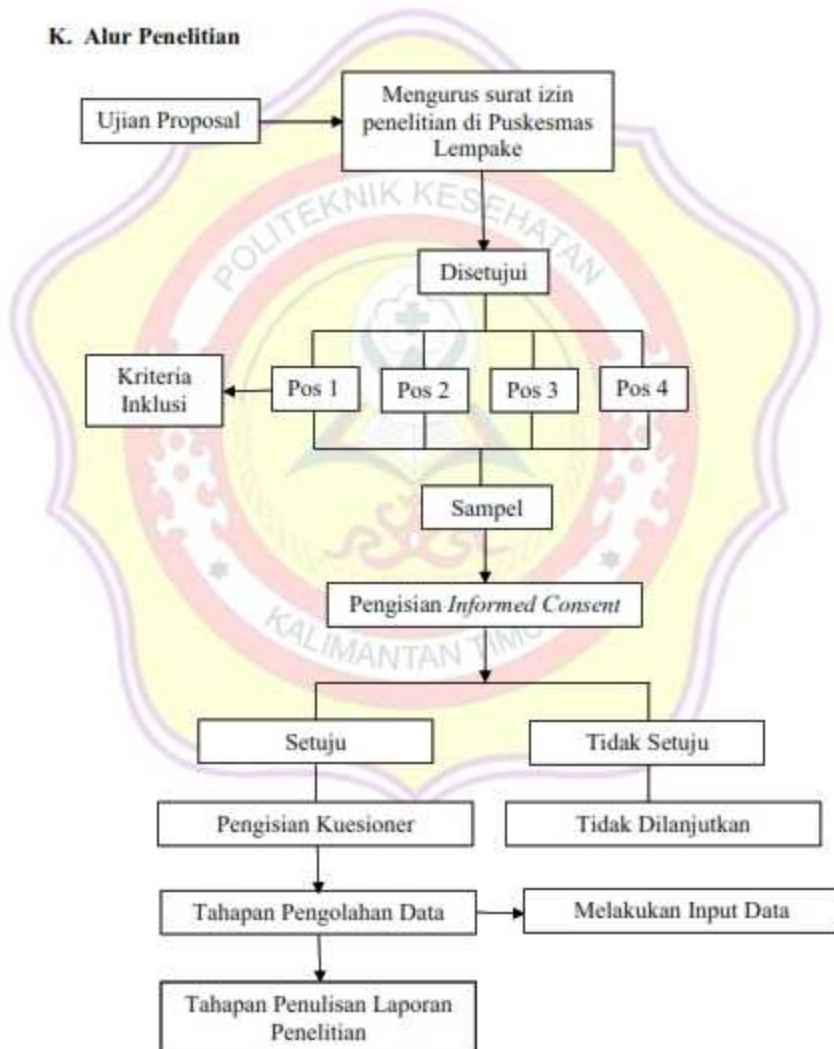 K. Alur Penelitian
Ujian Proposal
Mengurus surat izin
penelitian di Puskesmas
Lempake
POLITEKNIK KESEHATAN
Disetujui
Kriteria
Inklusi
Pos 1
Pos 2
Pos 3
Pos 4
Sampel
Pengisian Informed Consent
KALIMANTAN TIMU
Setuju
Tidak Setuju
Pengisian Kuesioner
Tidak Dilanjutkan
Tahapan Pengolahan Data
Melakukan Input Data
Tahapan Penulisan Laporan
Penelitian